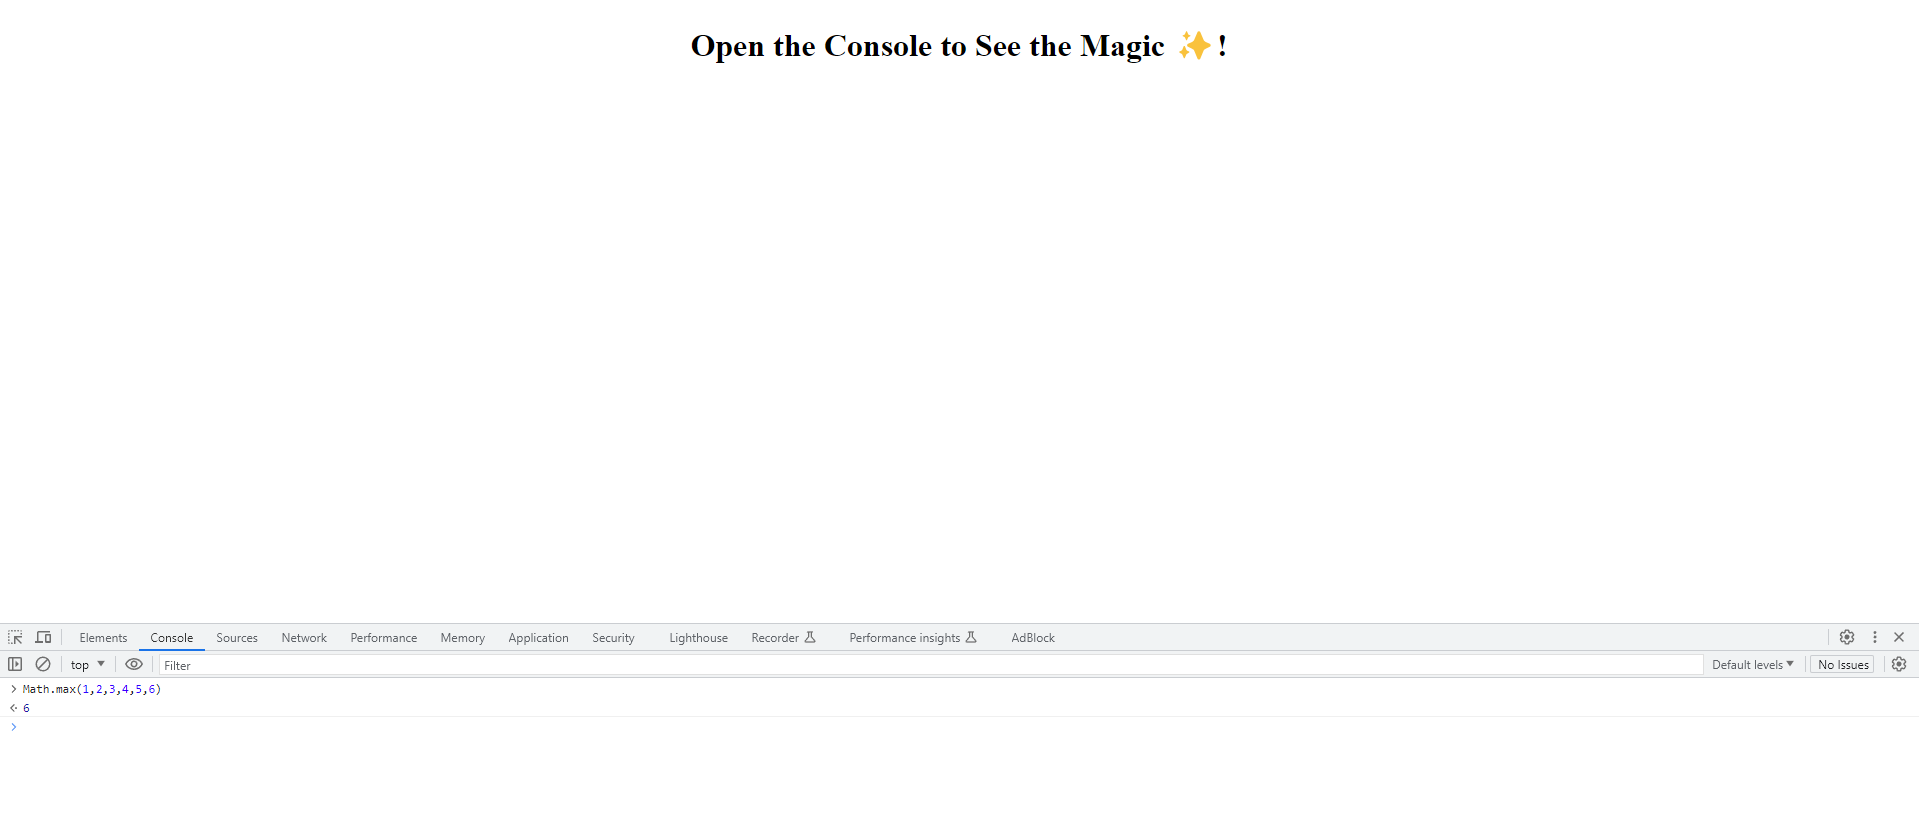 Open the Console to See the Magic ✨!
Elements Console Sources Network Performance Memory Application Security Lighthouse Recorder Performance insights AdBlock
top Filter Default levels No Issues
Math.max(1,2,3,4,5,6)
6